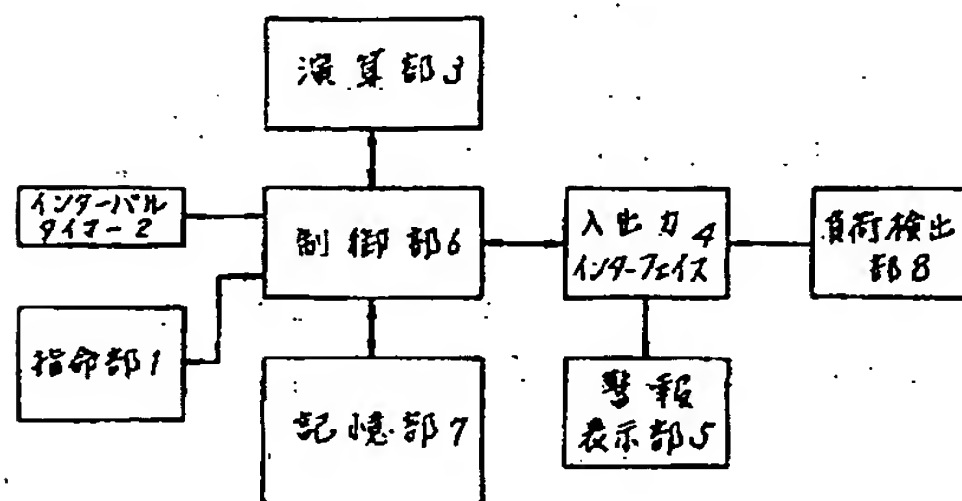 演算部3
インターバル
タイマー2
制御部6
入出力4
インターフェイス
負荷検出
部8
指命部1
記憶部7
警報
表示部5